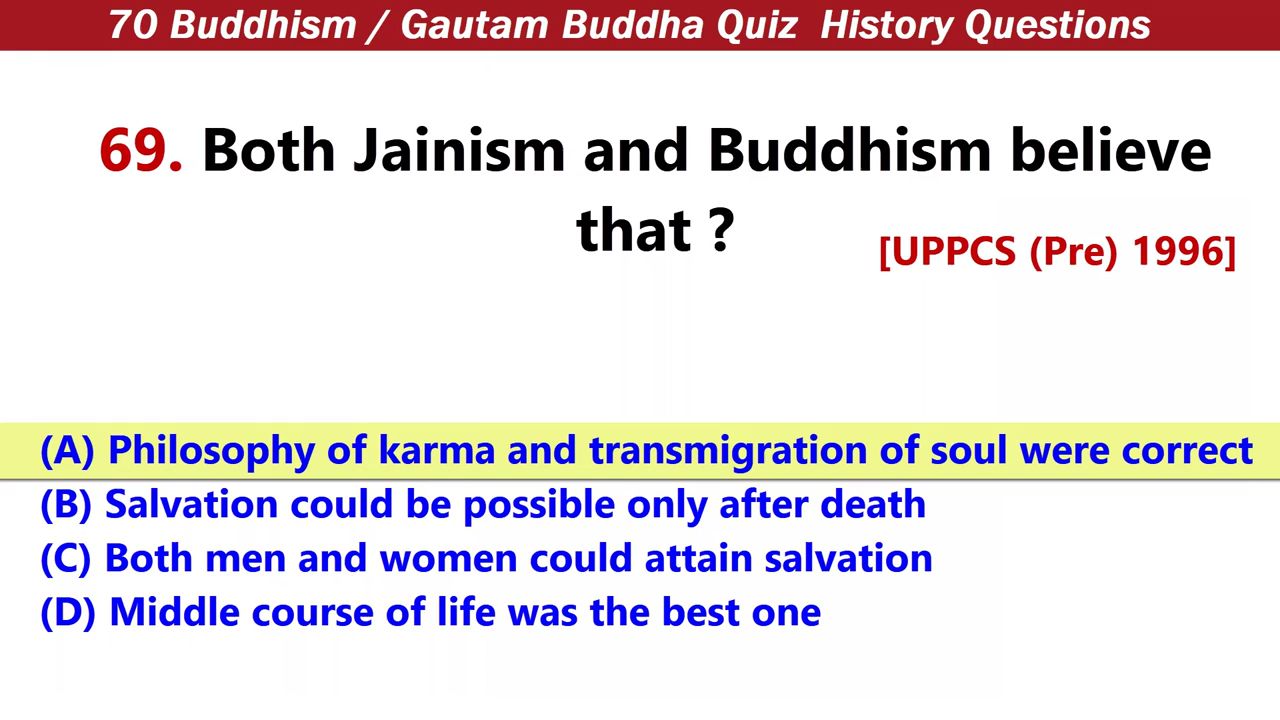 70 Buddhism / Gautam Buddha Quiz History Questions
69. Both Jainism and Buddhism believe
that ?
[UPPCS (Pre) 1996]
(A) Philosophy of karma and transmigration of soul were correct
(B) Salvation could be possible only after death
(C) Both men and women could attain salvation
(D) Middle course of life was the best one